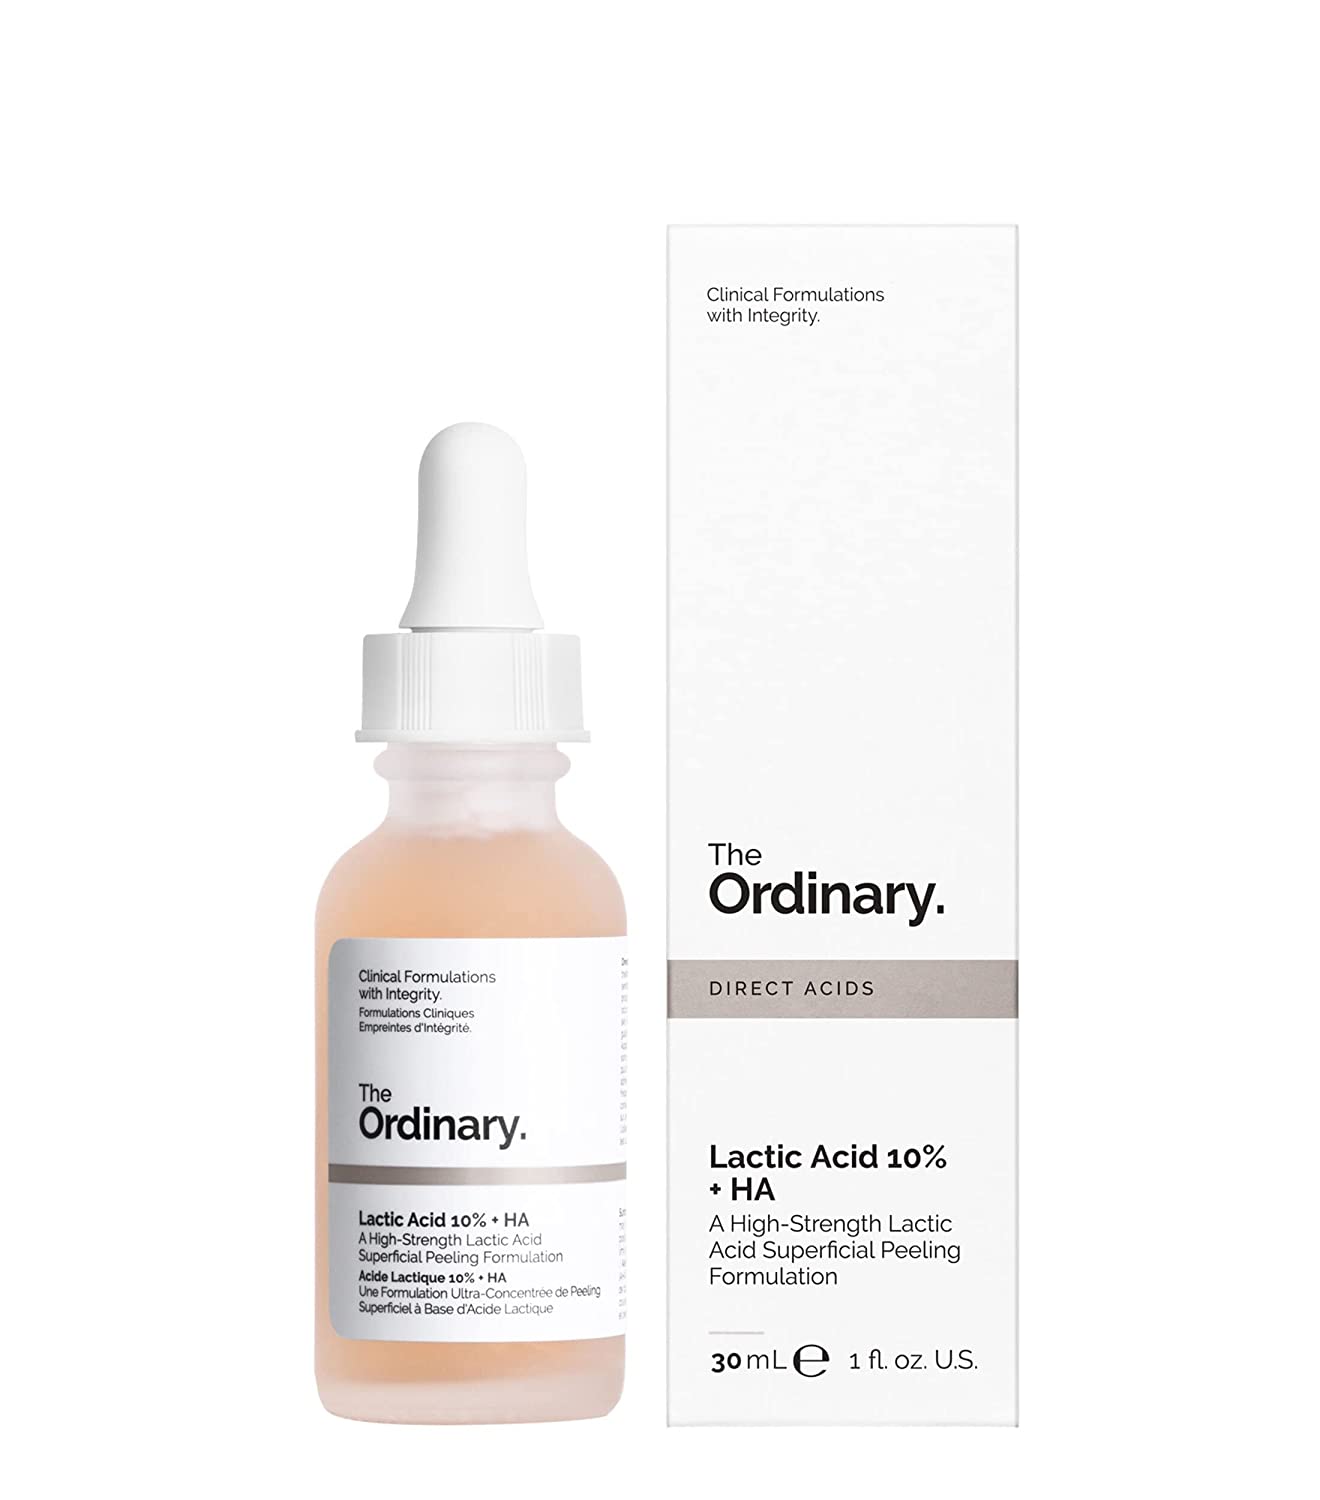 Clinical Formulations
with Integrity.
Formulations Cliniques
Empreintes d'Intégrité.
The
Ordinary.
Lactic Acid 10% + HA
A High-Strength Lactic Acid
Superficial Peeling Formulation
Acide Lactique 10% + HA
Une Formulation Ultra-Concentrée de Peeling
Superficiel à Base d'Acide Lactique
Clinical Formulations
with Integrity.
The
Ordinary.
DIRECT ACIDS
Lactic Acid 10%
+ HA
A High-Strength Lactic
Acid Superficial Peeling
Formulation
30 mL ℮ 1 fl. oz. U.S.